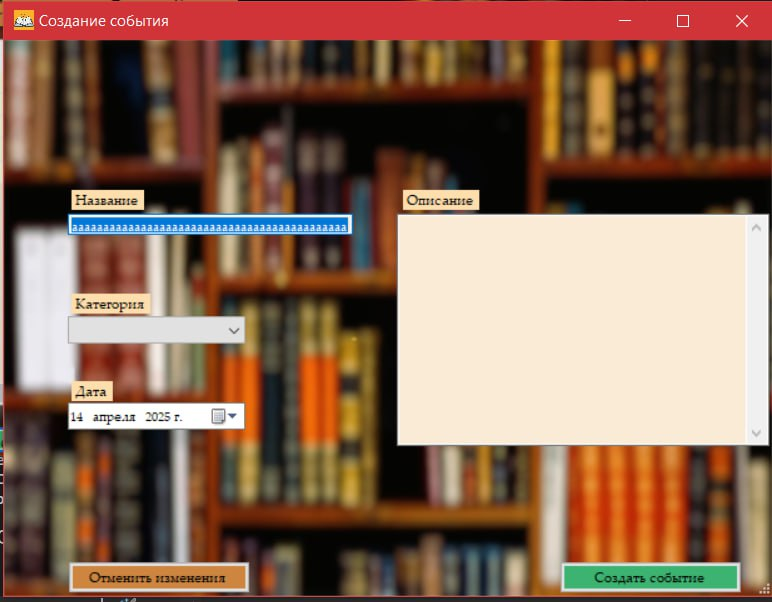 Создание события
Название
Описание
аааааааааааааааааааааааааааааааааааааааааааа
Категория
Дата
14 апреля 2025 г.
Отменить изменения
Создать событие